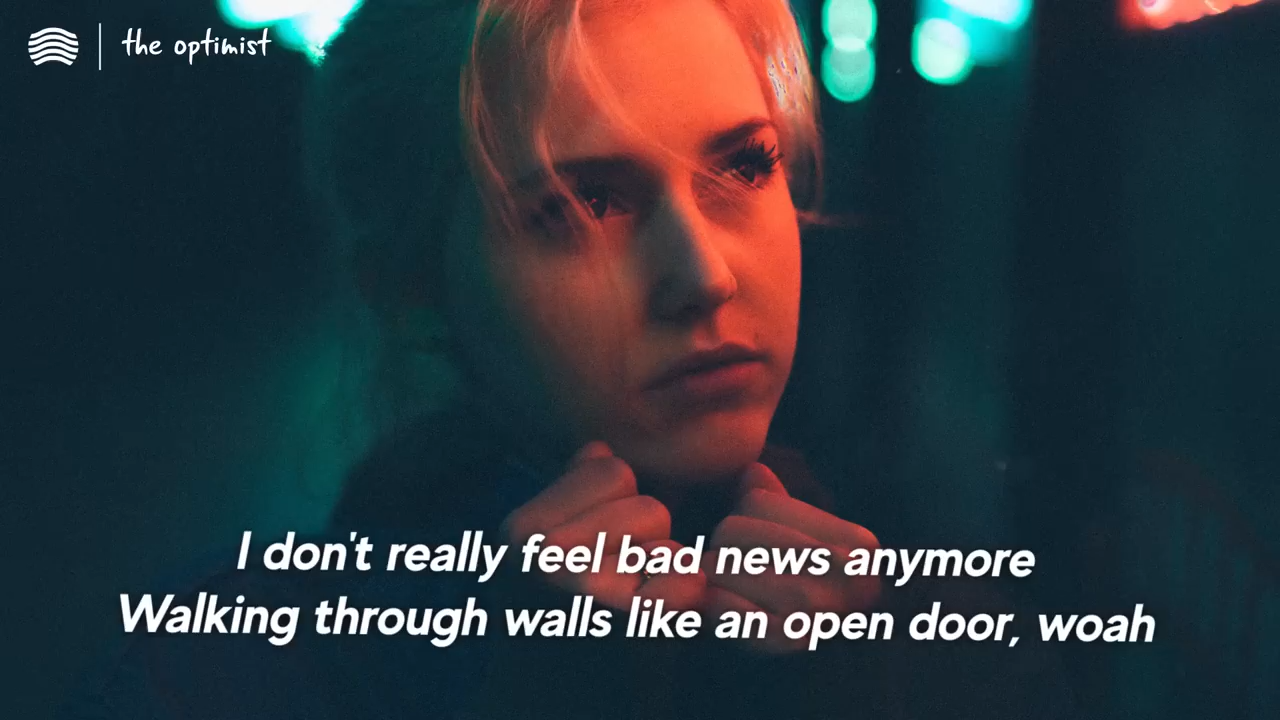 the optimist
I don't really feel bad news anymore
Walking through walls like an open door, woah